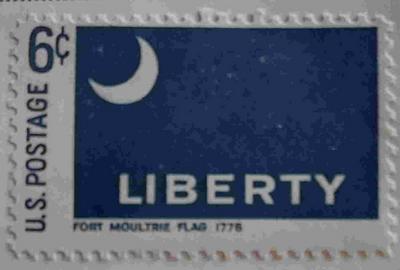 6¢
U.S. POSTAGE
LIBERTY
FORT MOULTRIE FLAG 1776